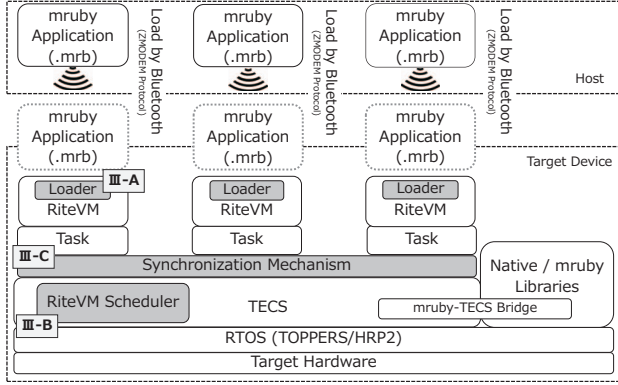 mruby
Application
(.mrb)
Load by Bluetooth
(ZMODEM Protocol)
mruby
Application
(.mrb)
Load by Bluetooth
(ZMODEM Protocol)
mruby
Application
(.mrb)
Load by Bluetooth
(ZMODEM Protocol)
Host
mruby
Application
(.mrb)
mruby
Application
(.mrb)
mruby
Application
(.mrb)
Target Device
III-A
Loader
RiteVM
Loader
RiteVM
Loader
RiteVM
Task
Task
Task
III-C
Synchronization Mechanism
Native / mruby
Libraries
RiteVM Scheduler
TECS
mruby-TECS Bridge
III-B
RTOS (TOPPERS/HRP2)
Target Hardware